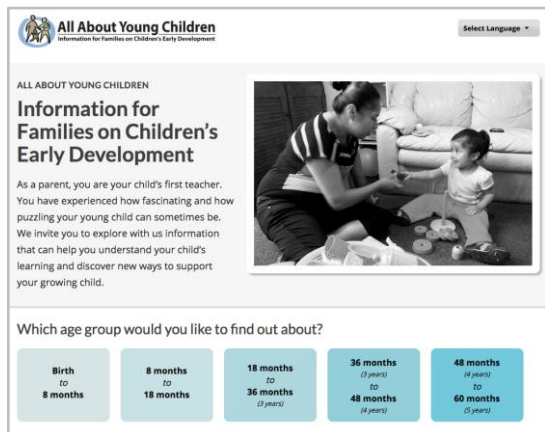 All About Young Children
Information for Families on Children's Early Development
Select Language
ALL ABOUT YOUNG CHILDREN
Information for
Families on Children's
Early Development
As a parent, you are your child's first teacher.
You have experienced how fascinating and how
puzzling your young child can sometimes be.
We invite you to explore with us information
that can help you understand your child's
learning and discover new ways to support
your growing child.
Which age group would you like to find out about?
Birth
to
8 months
8 months
to
18 months
18 months
to
36 months
(3 years)
36 months
(3 years)
to
48 months
(4 years)
48 months
(4 years)
to
60 months
(5 years)